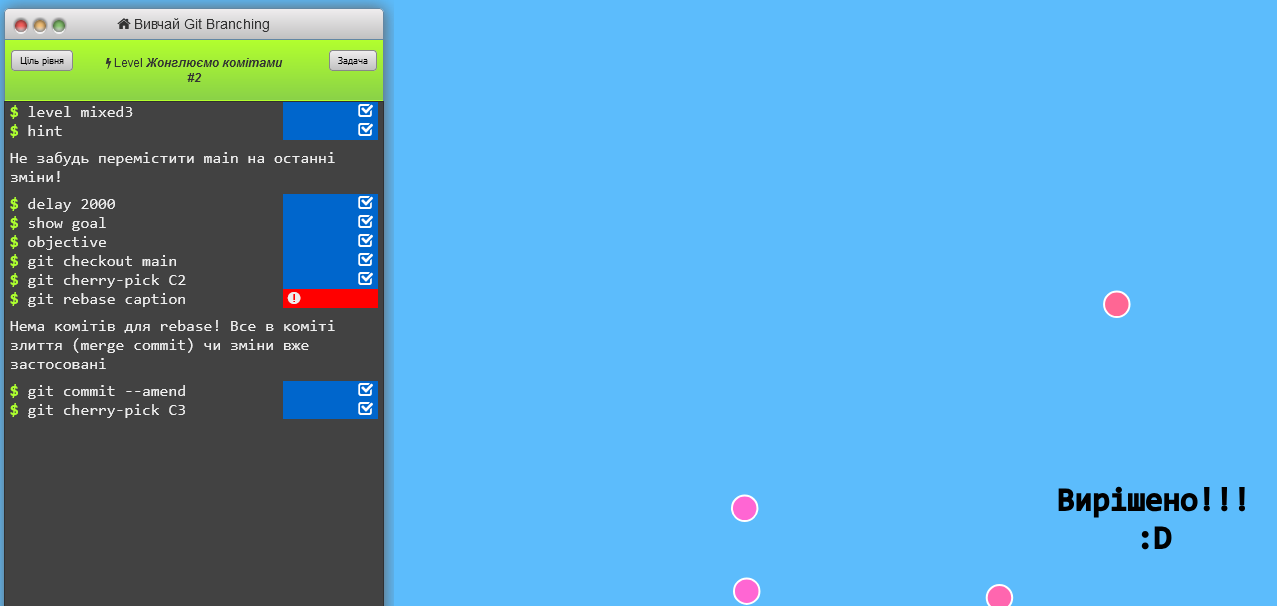 Вивчай Git Branching
Ціль рівня
Level Жонглюємо комітами
#2
Задача
$ level mixed3
$ hint
Не забудь перемістити main на останні
зміни!
$ delay 2000
$ show goal
$ objective
$ git checkout main
$ git cherry-pick C2
$ git rebase caption
Нема комітів для rebase! Все в коміті
злиття (merge commit) чи зміни вже
застосовані
$ git commit --amend
$ git cherry-pick C3
Вирішено!!!
:D